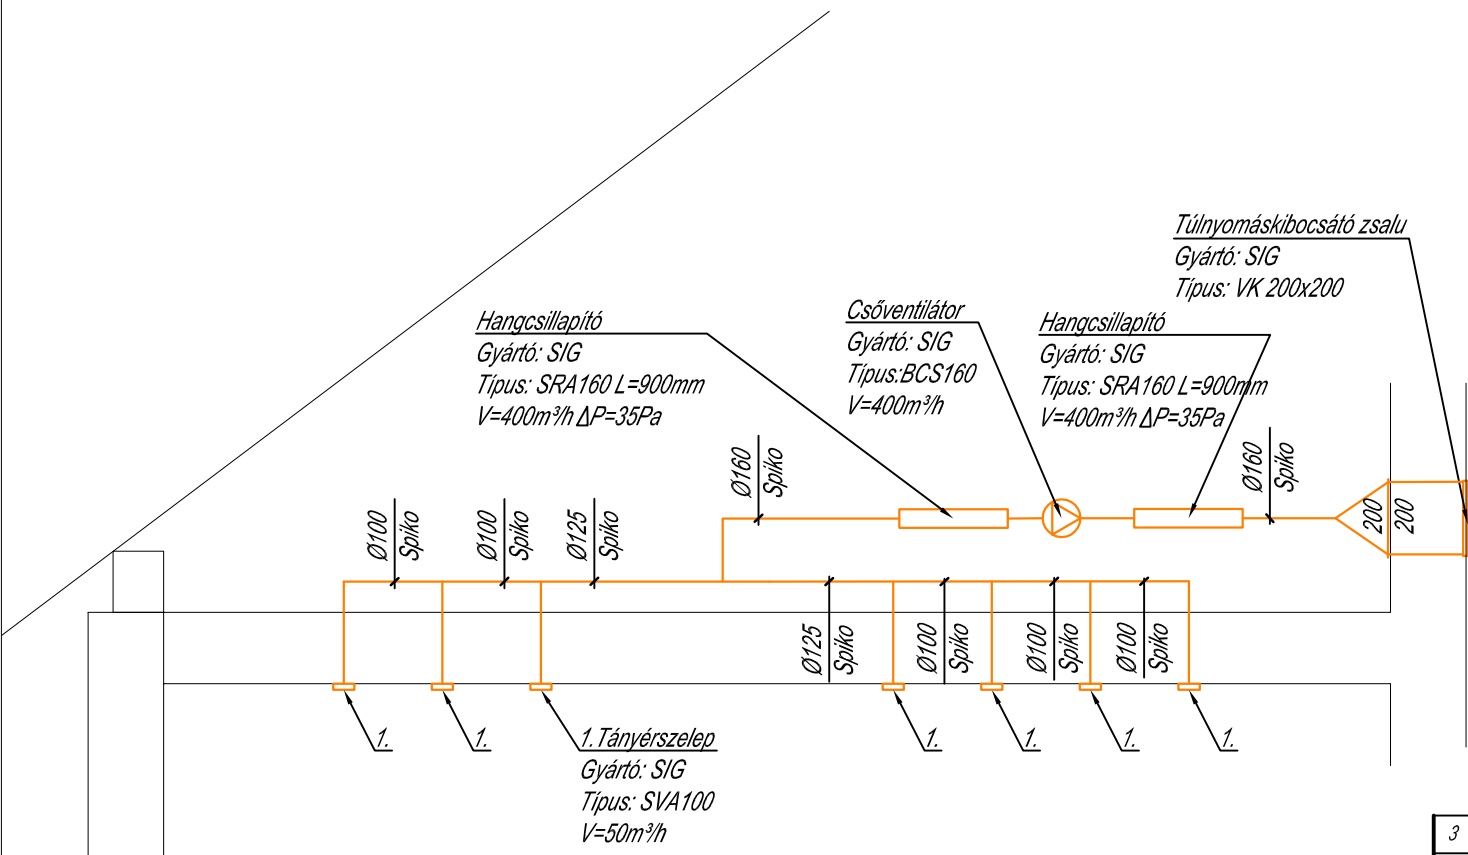 Túlnyomáskibocsátó zsalu
Gyártó: SIG
Típus: VK 200x200
Hangcsillapító
Gyártó: SIG
Típus: SRA160 L=900mm
V=400m³/h ΔP=35Pa
Csőventilátor
Gyártó: SIG
Típus:BCS160
V=400m³/h
Hangcsillapító
Gyártó: SIG
Típus: SRA160 L=900mm
V=400m³/h ΔP=35Pa
Ø160
Spiko
Ø160
Spiko
200
200
Ø100
Spiko
Ø100
Spiko
Ø125
Spiko
Ø125
Spiko
Ø100
Spiko
Ø100
Spiko
Ø100
Spiko
1.
1.
1.Tányérszelep
Gyártó: SIG
Típus: SVA100
V=50m³/h
1.
1.
1.
1.
3